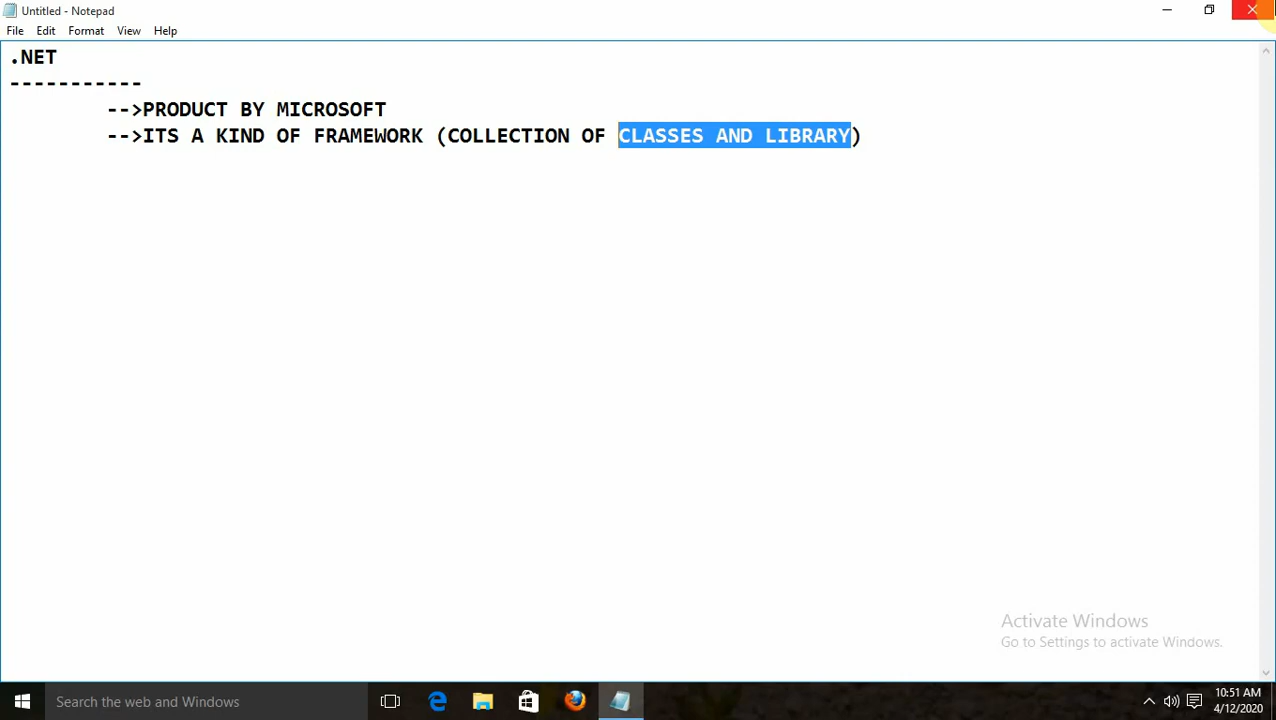 Untitled - Notepad
File Edit Format View Help
.NET
-----------
-->PRODUCT BY MICROSOFT
-->ITS A KIND OF FRAMEWORK (COLLECTION OF CLASSES AND LIBRARY)
Activate Windows
Go to Settings to activate Windows.
Search the web and Windows
10:51 AM
4/12/2020